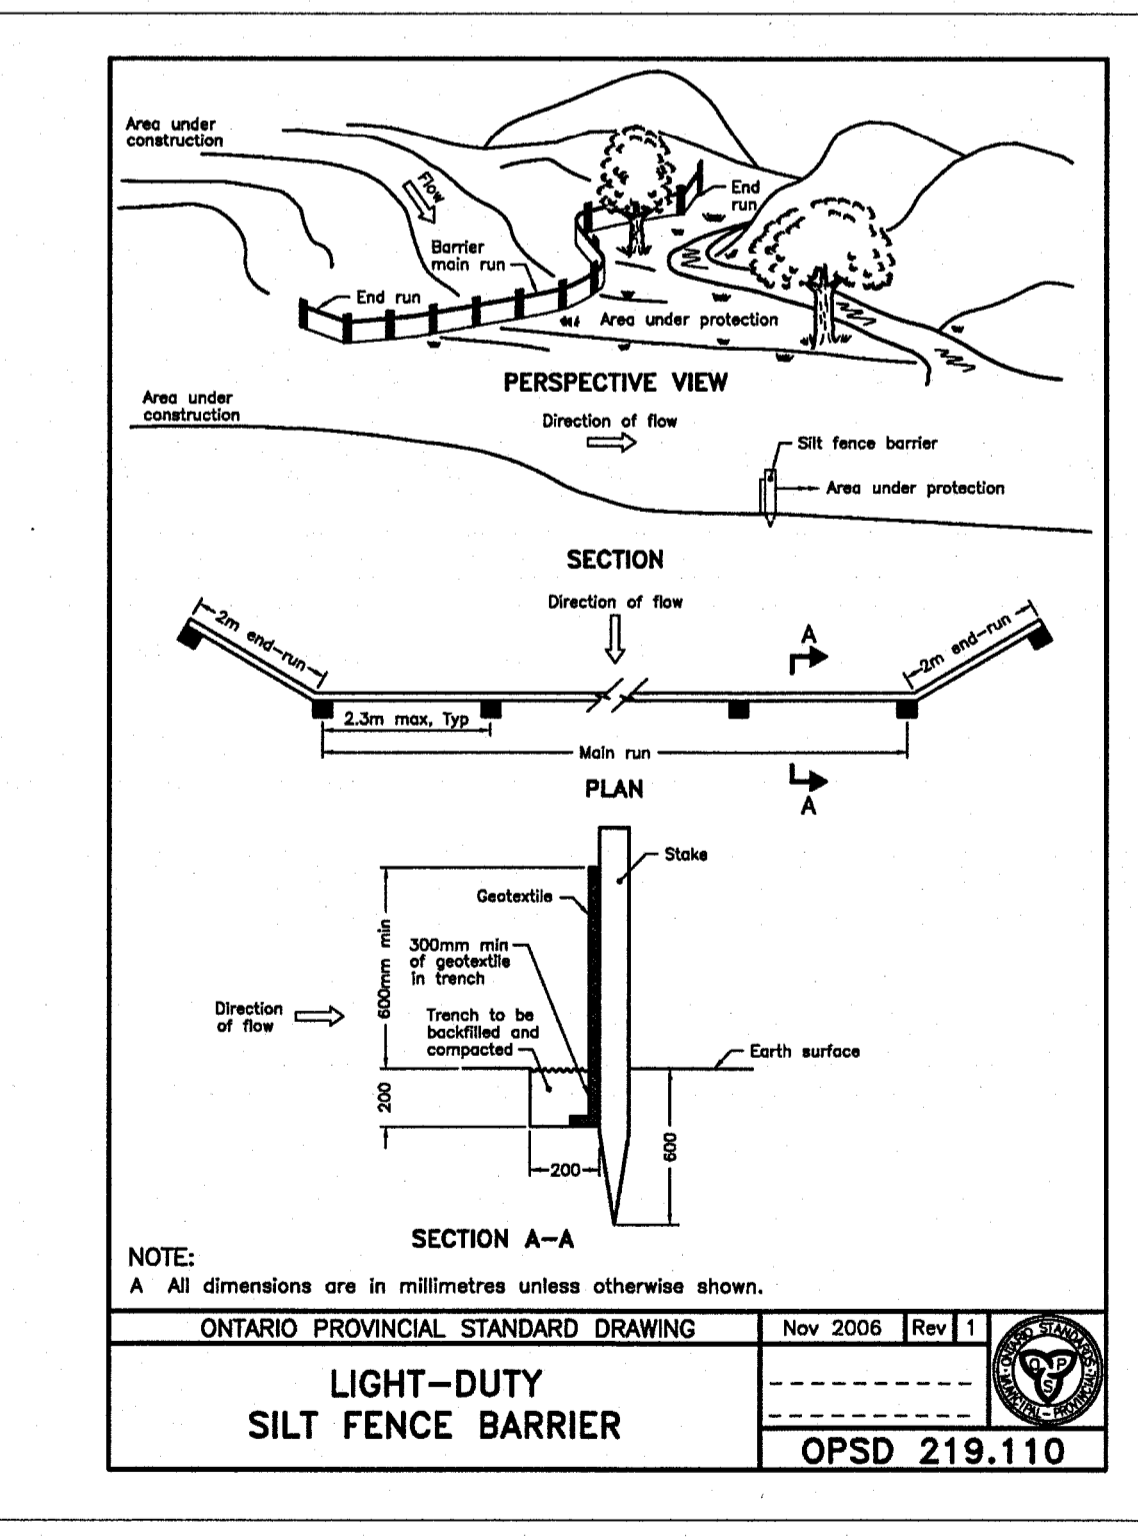 Area under
construction
Flow
End
run
Barrier
main run
End run
Area under protection
PERSPECTIVE VIEW
Area under
construction
Direction of flow
Silt fence barrier
Area under protection
SECTION
Direction of flow
2m end-run
A
2m end-run
2.3m max, Typ
Main run
PLAN
A
Stake
Geotextile
600mm min
300mm min
of geotextile
in trench
Direction
of flow
Trench to be
backfilled and
compacted
Earth surface
200
200
600
SECTION A-A
NOTE:
A All dimensions are in millimetres unless otherwise shown.
ONTARIO PROVINCIAL STANDARD DRAWING
Nov 2006 Rev 1
ONTARIO STANDARDS
MUNICIPAL - PROVINCIAL
O P
S
LIGHT-DUTY
SILT FENCE BARRIER
OPSD 219.110